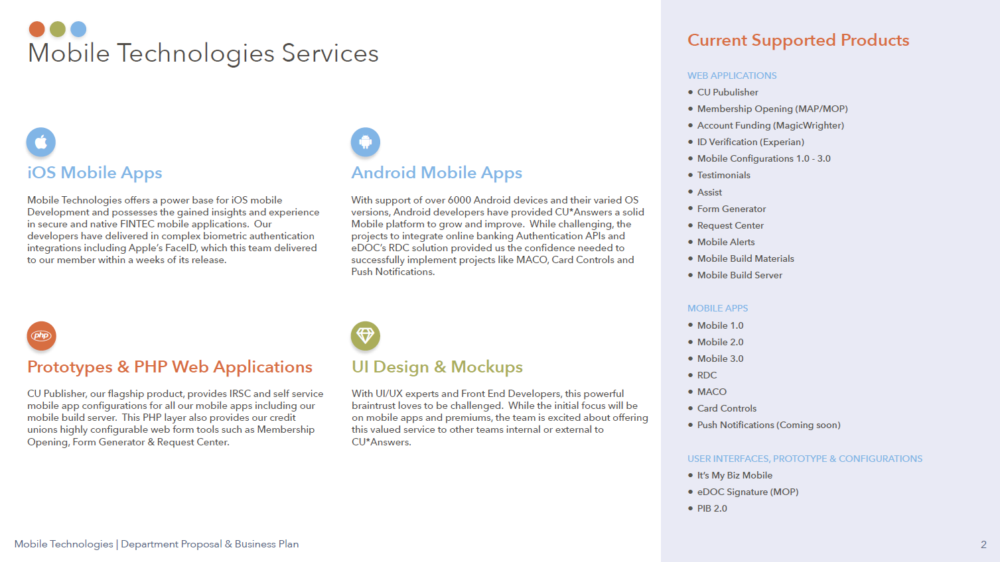 Mobile Technologies Services
iOS Mobile Apps
Mobile Technologies offers a power base for iOS mobile
Development and possesses the gained insights and experience
in secure and native FINTEC mobile applications. Our
developers have delivered in complex biometric authentication
integrations including Apple's FaceID, which this team delivered
to our member within a weeks of its release.
Android Mobile Apps
With support of over 6000 Android devices and their varied OS
versions, Android developers have provided CU*Answers a solid
Mobile platform to grow and improve. While challenging, the
projects to integrate online banking Authentication APIs and
eDOC's RDC solution provided us the confidence needed to
successfully implement projects like MACO, Card Controls and
Push Notifications.
php
Prototypes & PHP Web Applications
CU Publisher, our flagship product, provides IRSC and self service
mobile app configurations for all our mobile apps including our
mobile build server. This PHP layer also provides our credit
unions highly configurable web form tools such as Membership
Opening, Form Generator & Request Center.
UI Design & Mockups
With UI/UX experts and Front End Developers, this powerful
braintrust loves to be challenged. While the initial focus will be
on mobile apps and premiums, the team is excited about offering
this valued service to other teams internal or external to
CU*Answers.
Current Supported Products
WEB APPLICATIONS
• CU Pubulisher
• Membership Opening (MAP/MOP)
• Account Funding (MagicWrighter)
• ID Verification (Experian)
• Mobile Configurations 1.0 - 3.0
• Testimonials
• Assist
• Form Generator
• Request Center
• Mobile Alerts
• Mobile Build Materials
• Mobile Build Server
MOBILE APPS
• Mobile 1.0
• Mobile 2.0
• Mobile 3.0
• RDC
• MACO
• Card Controls
• Push Notifications (Coming soon)
USER INTERFACES, PROTOTYPE & CONFIGURATIONS
• It's My Biz Mobile
• eDOC Signature (MOP)
• PIB 2.0
Mobile Technologies | Department Proposal & Business Plan
2